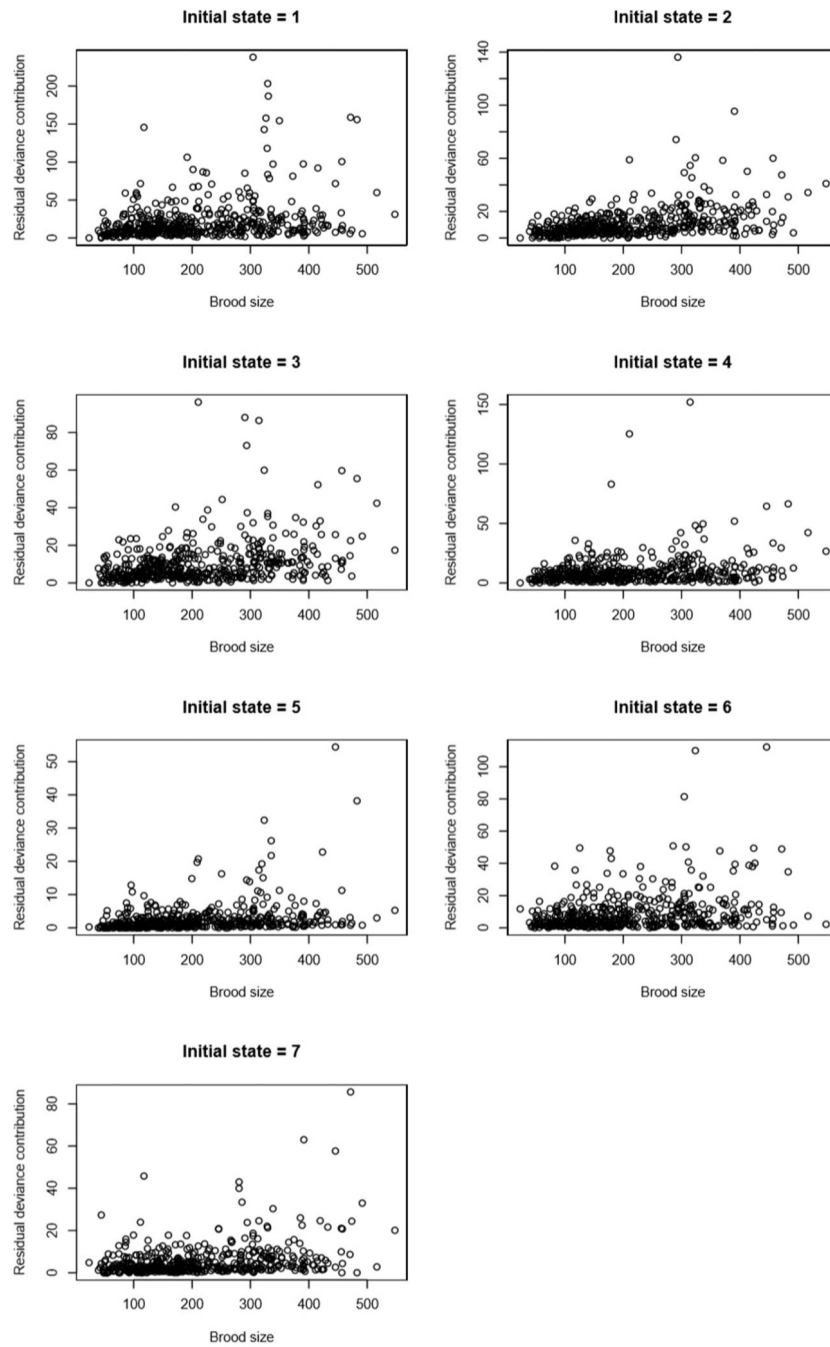 Initial state = 1
Residual deviance contribution
200
150
100
50
0
100 200 300 400 500
Brood size
Initial state = 2
Residual deviance contribution
140
100
60
20
0
100 200 300 400 500
Brood size
Initial state = 3
Residual deviance contribution
80
60
40
20
0
100 200 300 400 500
Brood size
Initial state = 4
Residual deviance contribution
150
100
50
0
100 200 300 400 500
Brood size
Initial state = 5
Residual deviance contribution
50
40
30
20
10
0
100 200 300 400 500
Brood size
Initial state = 6
Residual deviance contribution
100
80
60
40
20
0
100 200 300 400 500
Brood size
Initial state = 7
Residual deviance contribution
80
60
40
20
0
100 200 300 400 500
Brood size